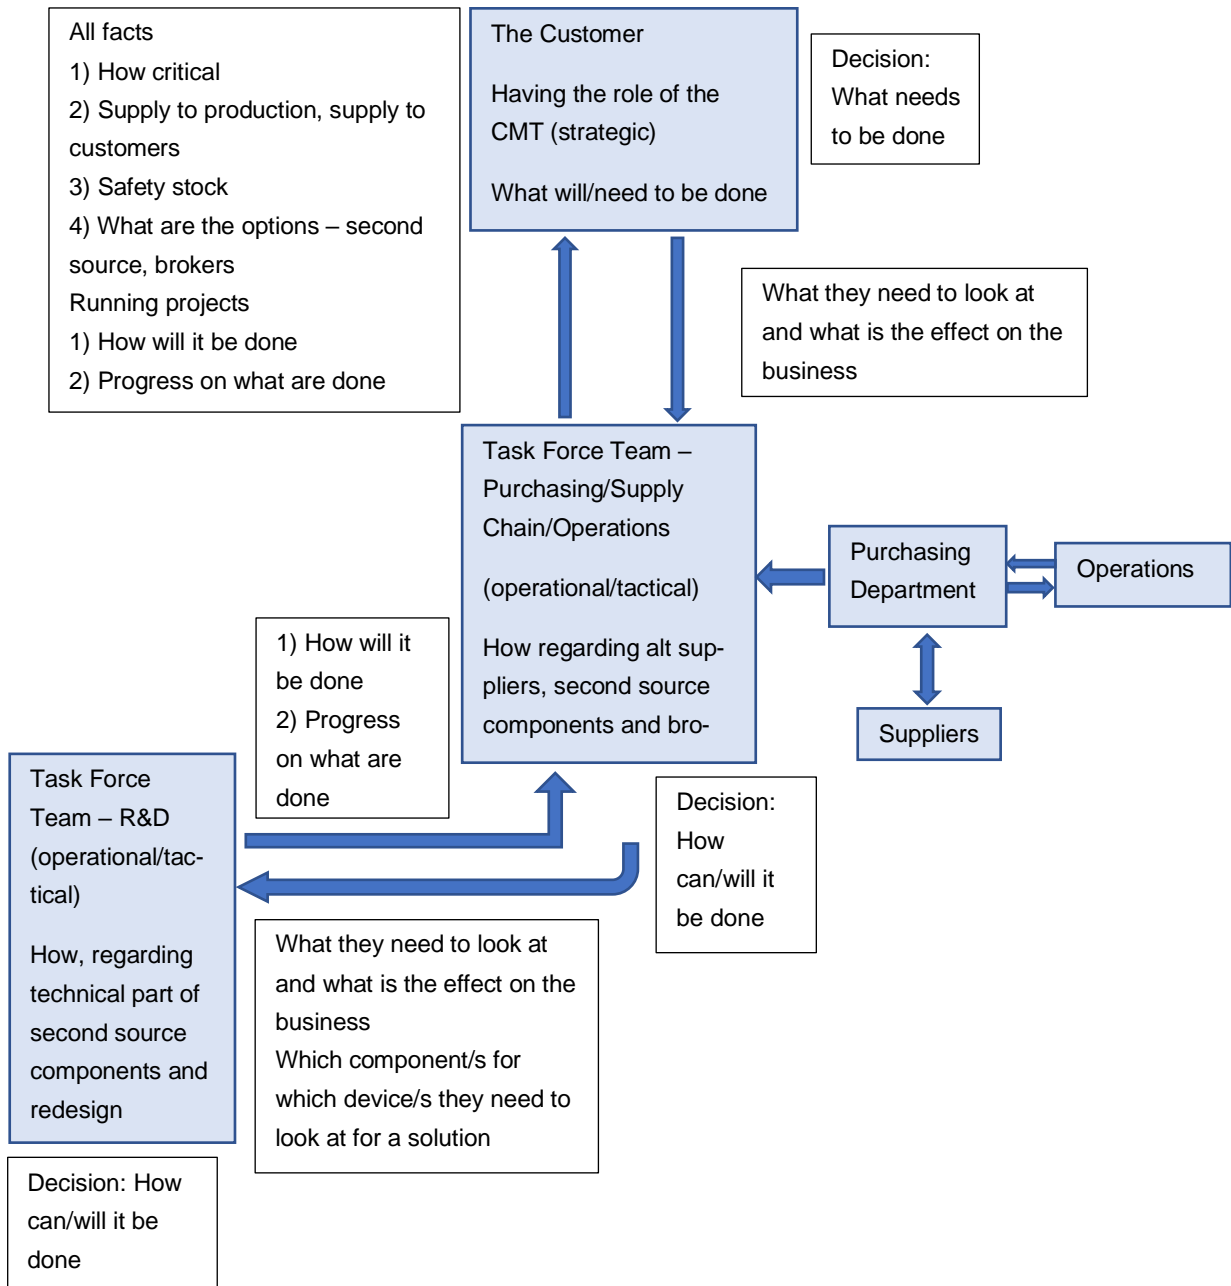 All facts
1) How critical
2) Supply to production, supply to
customers
3) Safety stock
4) What are the options – second
source, brokers
Running projects
1) How will it be done
2) Progress on what are done
The Customer
Having the role of the
CMT (strategic)
What will/need to be done
Decision:
What needs
to be done
What they need to look at
and what is the effect on the
business
Task Force Team –
Purchasing/Supply
Chain/Operations
(operational/tactical)
How regarding alt sup-
pliers, second source
components and bro-
Purchasing
Department
Operations
Suppliers
1) How will it
be done
2) Progress
on what are
done
Task Force
Team – R&D
(operational/tac-
tical)
How, regarding
technical part of
second source
components and
redesign
Decision:
How
can/will it
be done
What they need to look at
and what is the effect on the
business
Which component/s for
which device/s they need to
look at for a solution
Decision: How
can/will it be
done